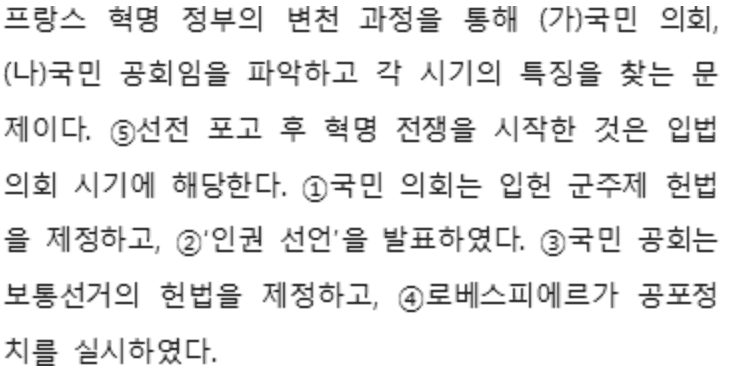 프랑스 혁명 정부의 변천 과정을 통해 (가)국민 의회,
(나)국민 공회임을 파악하고 각 시기의 특징을 찾는 문
제이다. ⑤선전 포고 후 혁명 전쟁을 시작한 것은 입법
의회 시기에 해당한다. ①국민 의회는 입헌 군주제 헌법
을 제정하고, ②'인권 선언'을 발표하였다. ③국민 공회는
보통선거의 헌법을 제정하고, ④로베스피에르가 공포정
치를 실시하였다.